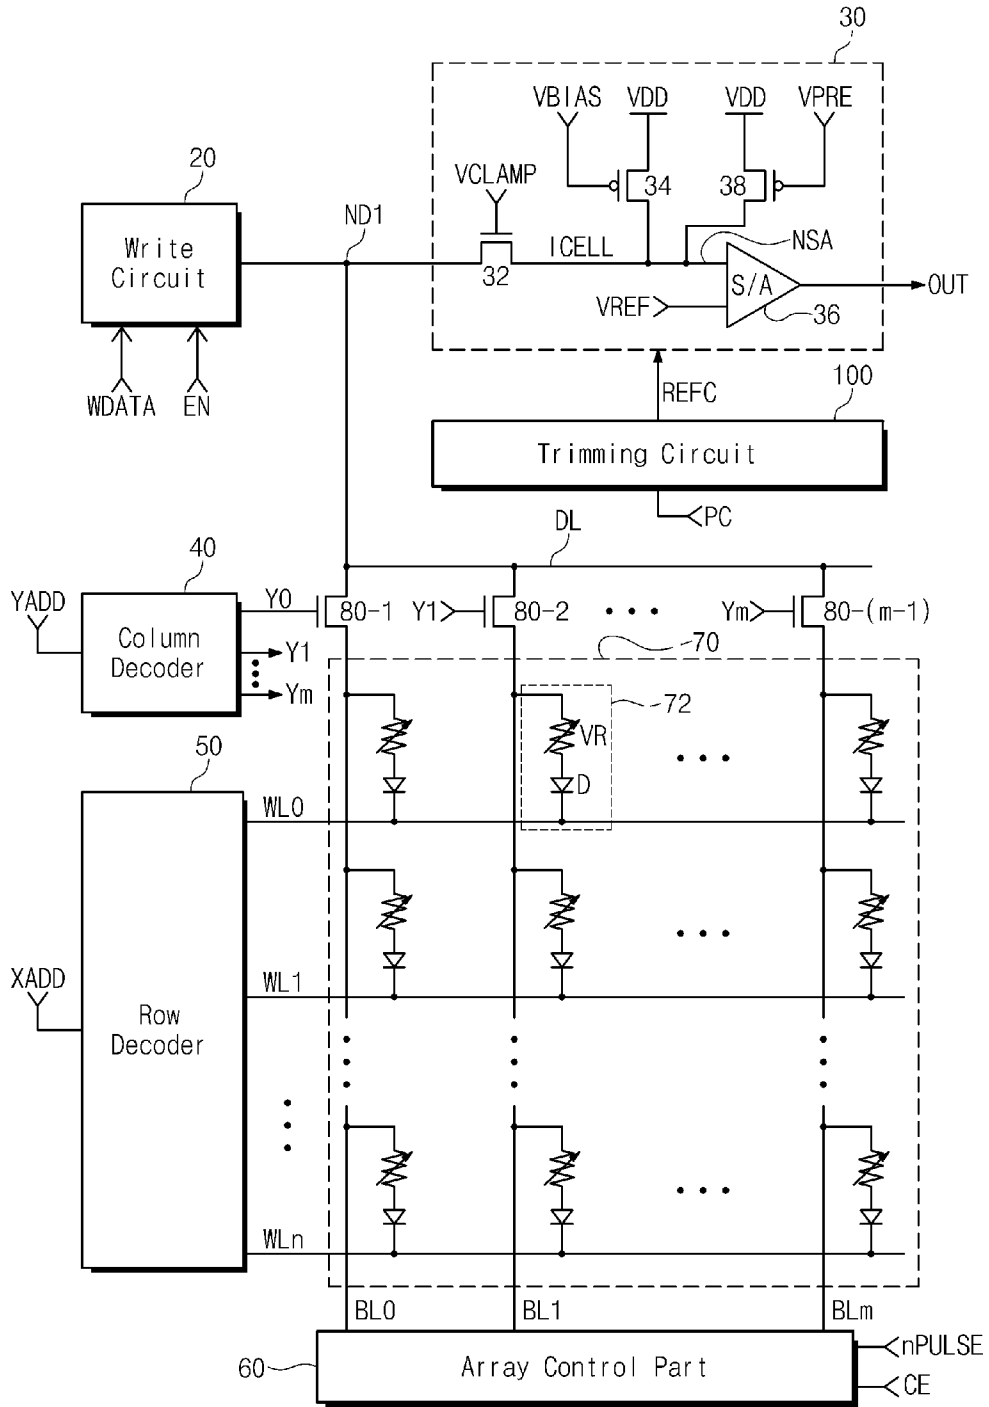 30
VBIAS VDD VDD VPRE
20
VCLAMP
34 38
ND1
Write
Circuit
ICELL
NSA
32
S/A
OUT
VREF
36
WDATA EN
REFC
100
Trimming Circuit
PC
DL
40
YADD
Y0
80-1
Y1
80-2
Ym
80-(m-1)
Column
Decoder
Y1
Ym
70
72
VR
D
50
WL0
XADD
WL1
Row
Decoder
WLn
BL0 BL1 BLm
nPULSE
60
Array Control Part
CE